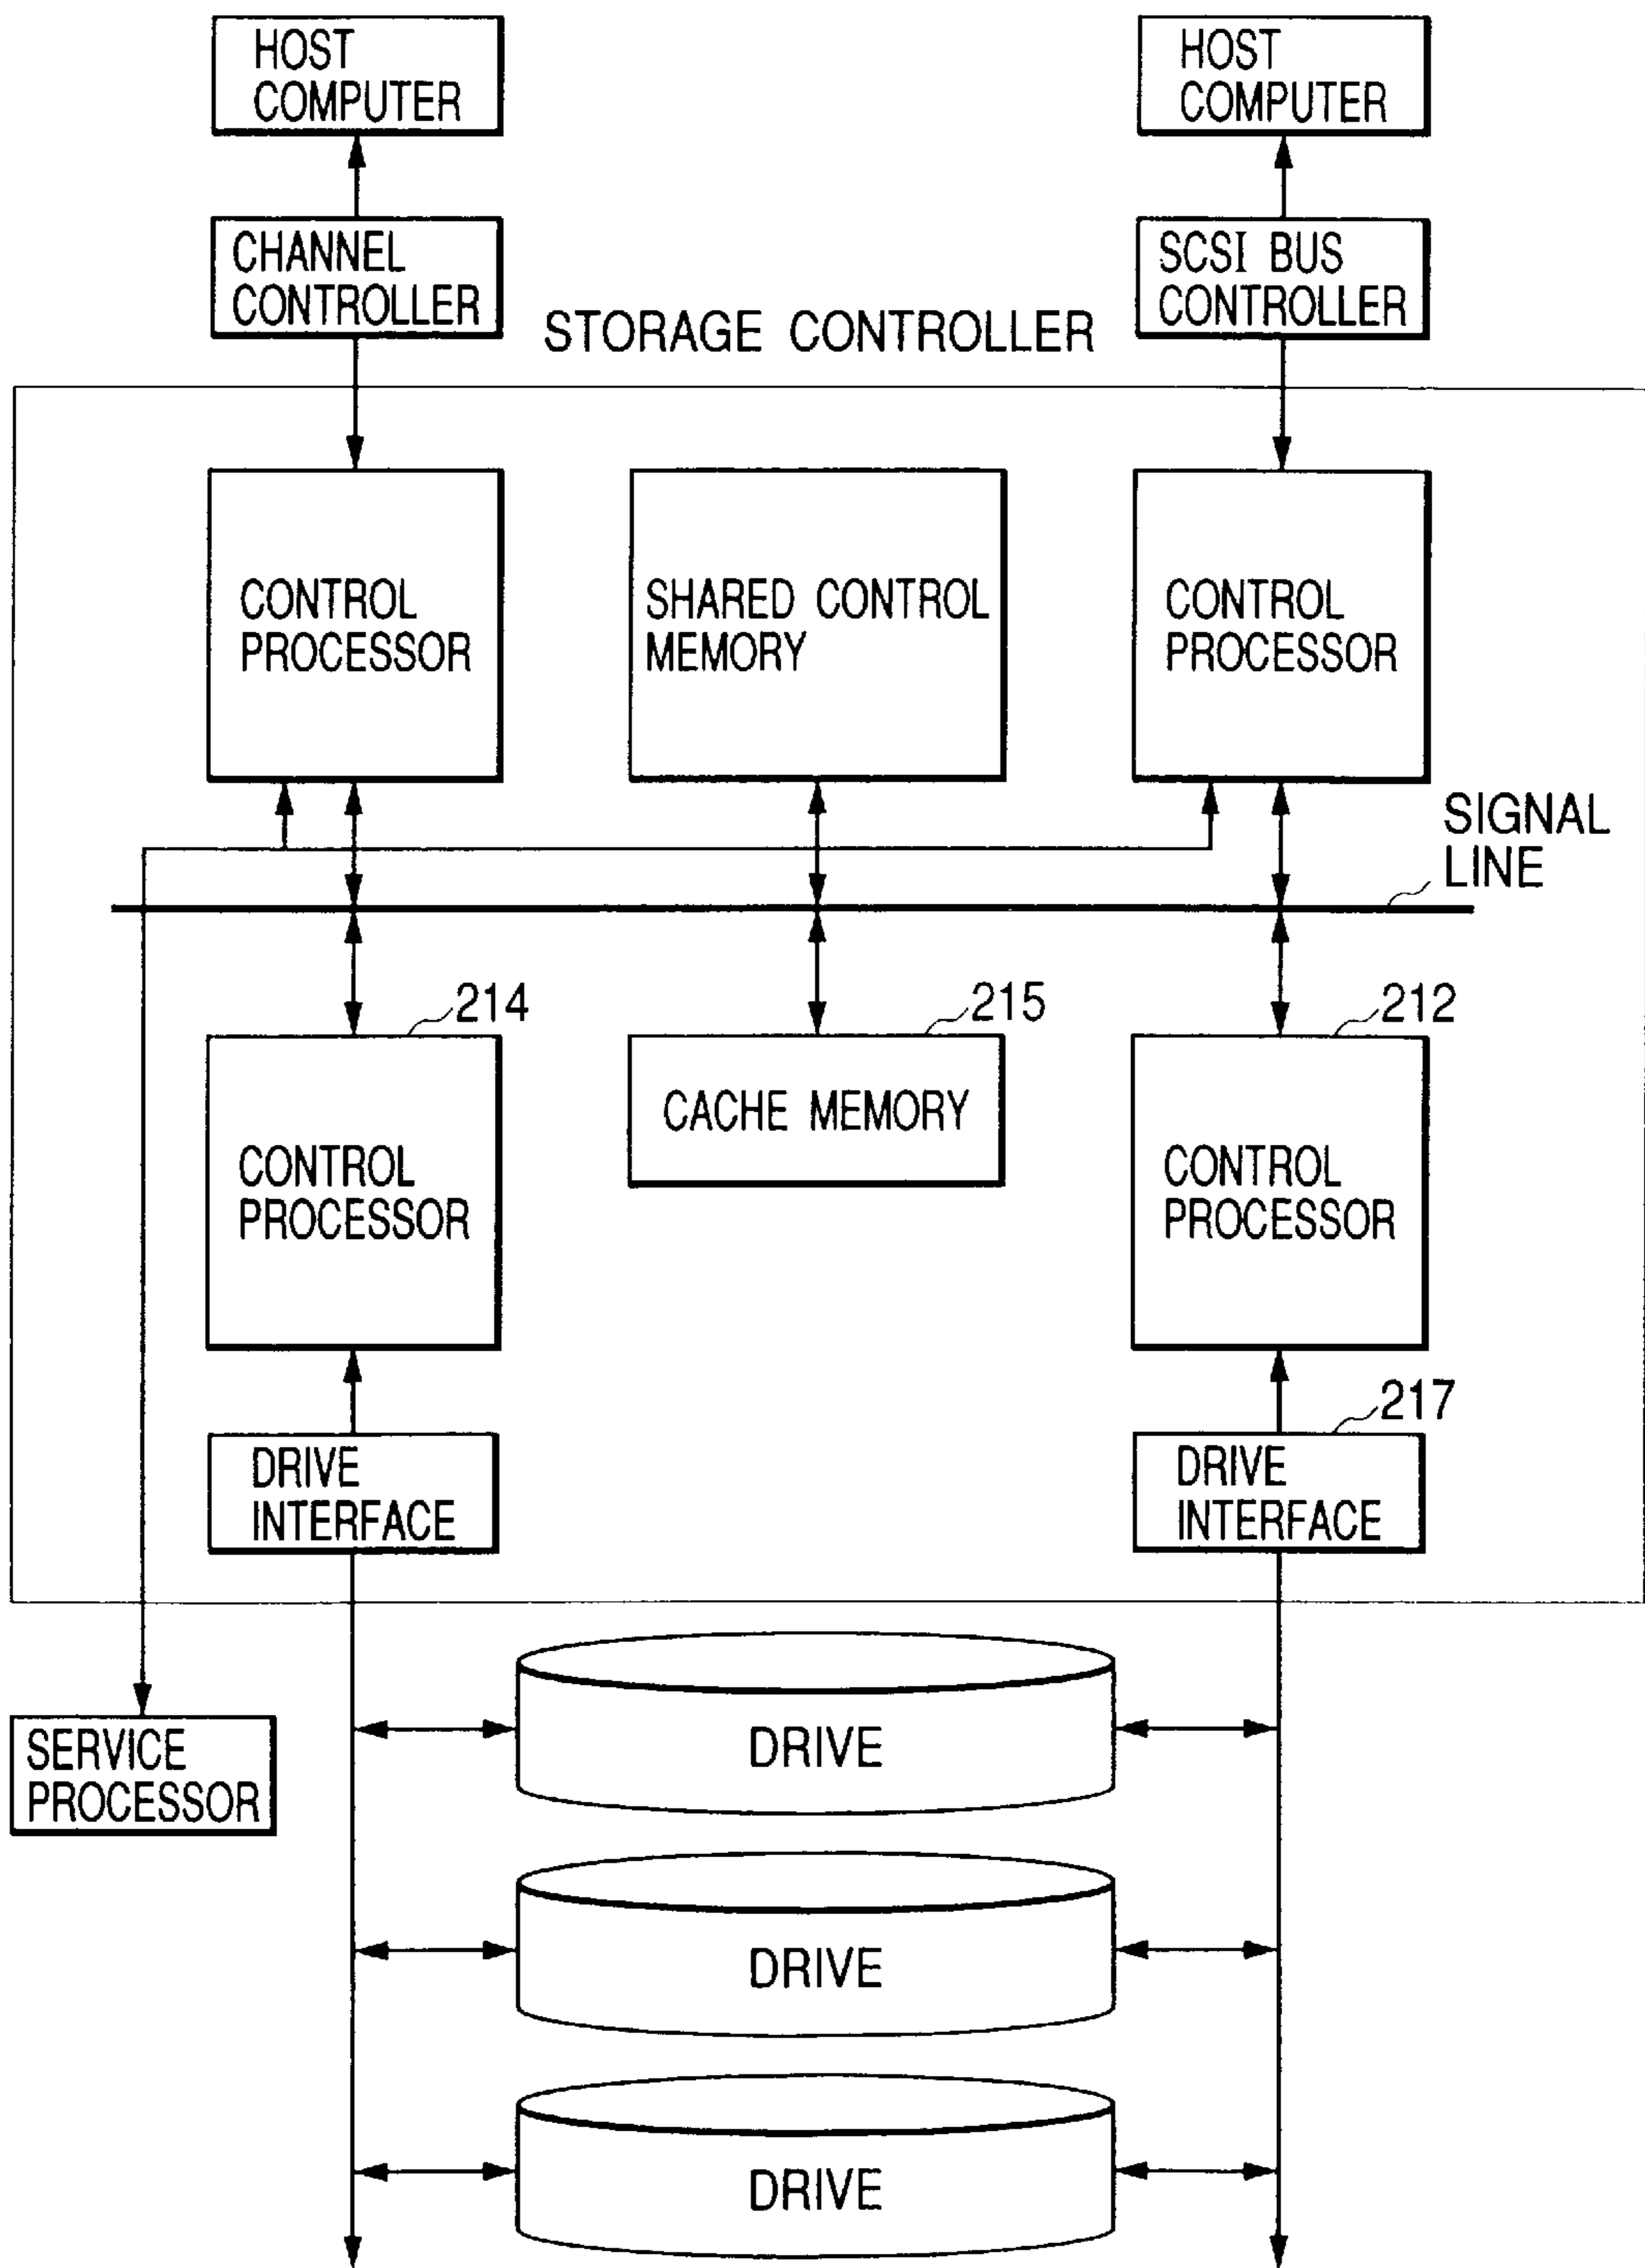 HOST
COMPUTER
HOST
COMPUTER
CHANNEL
CONTROLLER
SCSI BUS
CONTROLLER
STORAGE CONTROLLER
CONTROL
PROCESSOR
SHARED CONTROL
MEMORY
CONTROL
PROCESSOR
SIGNAL
LINE
214
215
212
CONTROL
PROCESSOR
CACHE MEMORY
CONTROL
PROCESSOR
217
DRIVE
INTERFACE
DRIVE
INTERFACE
SERVICE
PROCESSOR
DRIVE
DRIVE
DRIVE